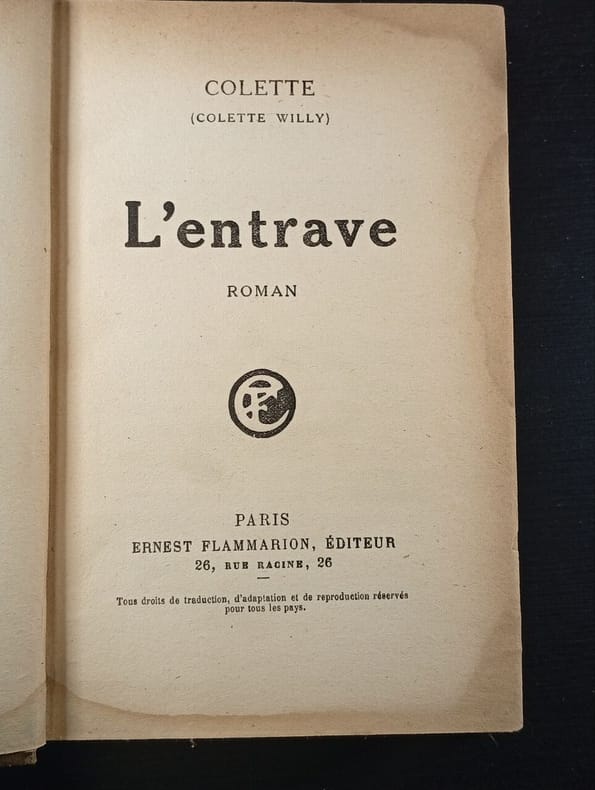 COLETTE
(COLETTE WILLY)
L'entrave
ROMAN
PARIS
ERNEST FLAMMARION, ÉDITEUR
26, RUE RACINE, 26
Tous droits de traduction, d'adaptation et de reproduction réservés
pour tous les pays.